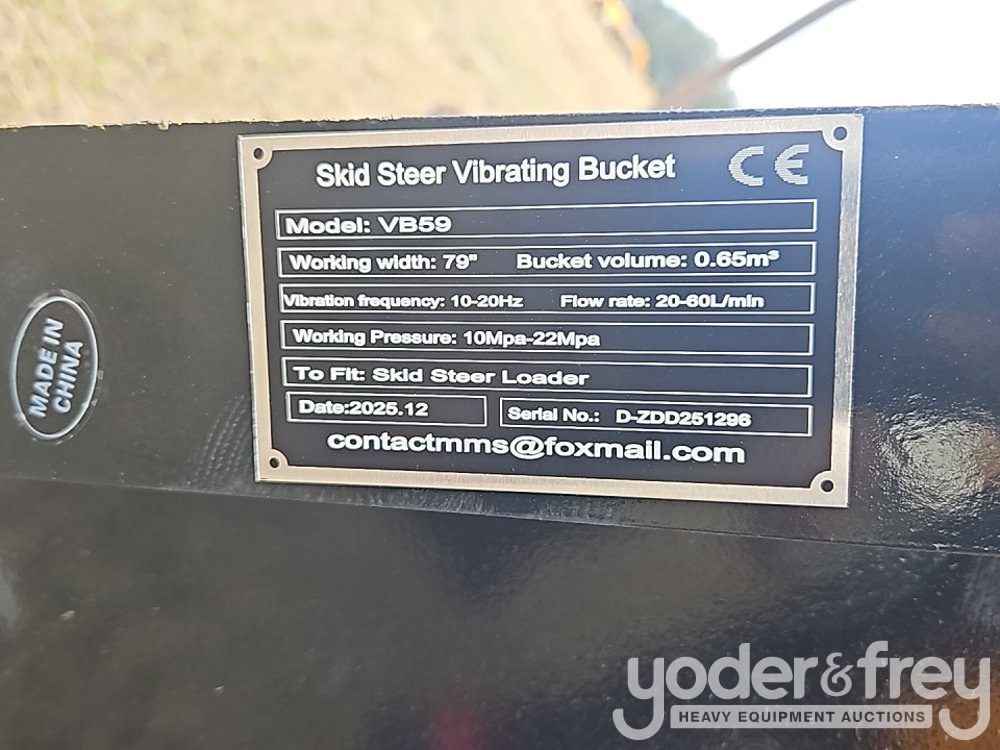 Skid Steer Vibrating Bucket CE
Model: VB59
Working width: 79" Bucket volume: 0.65m³
Vibration frequency: 10-20Hz Flow rate: 20-60L/min
Working Pressure: 10Mpa-22Mpa
To Fit: Skid Steer Loader
Date:2025.12 Serial No.: D-ZDD251296
contactmms@foxmail.com
MADE IN
CHINA
yoder&frey
HEAVY EQUIPMENT AUCTIONS